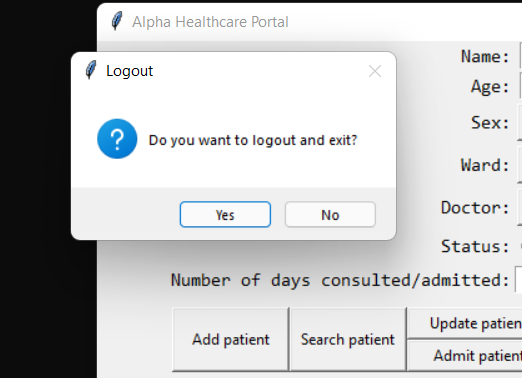 Alpha Healthcare Portal
Logout
Do you want to logout and exit?
Yes
No
Name:
Age:
Sex:
Ward:
Doctor:
Status:
Number of days consulted/admitted:
Add patient
Search patient
Update patien
Admit patient